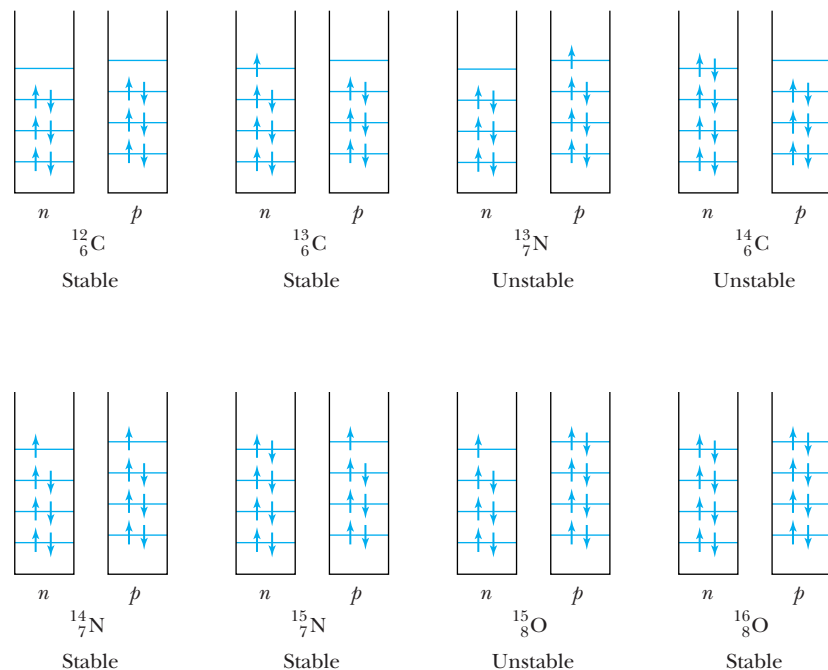 n p n p n p n p
¹²₆C ¹³₆C ¹³₇N ¹⁴₆C
Stable Stable Unstable Unstable
n p n p n p n p
¹⁴₇N ¹⁵₇N ¹⁵₈O ¹⁶₈O
Stable Stable Unstable Stable